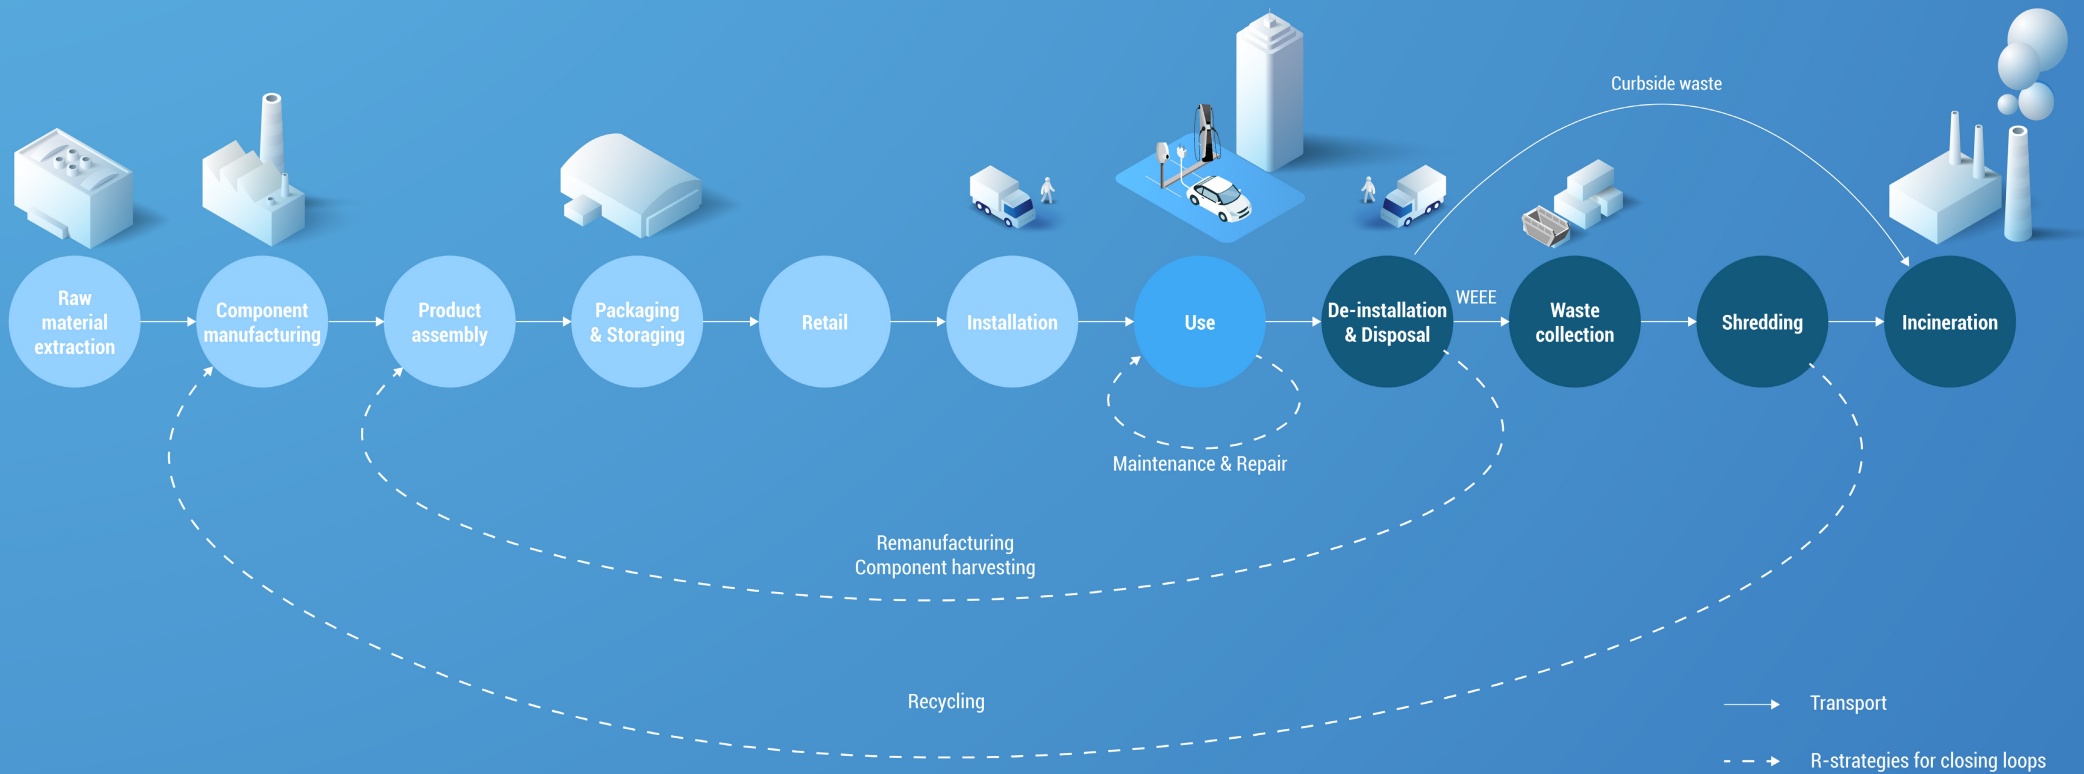 Curbside waste
Raw
material
extraction
Component
manufacturing
Product
assembly
Packaging
& Storaging
Retail
Installation
Use
De-installation
& Disposal
WEEE
Waste
collection
Shredding
Incineration
Maintenance & Repair
Remanufacturing
Component harvesting
Recycling
Transport
R-strategies for closing loops